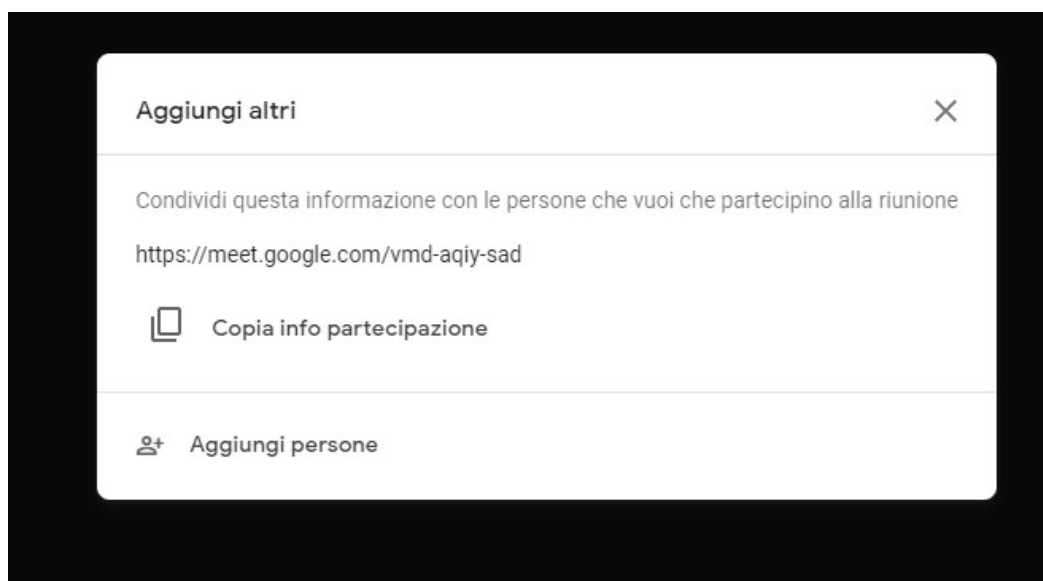 Aggiungi altri
Condividi questa informazione con le persone che vuoi che partecipino alla riunione
https://meet.google.com/vmd-aqiy-sad
Copia info partecipazione
Aggiungi persone